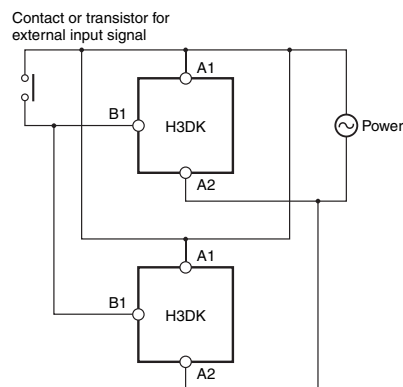 Contact or transistor for
external input signal
A1
B1
H3DK
Power
A2
A1
B1
H3DK
A2